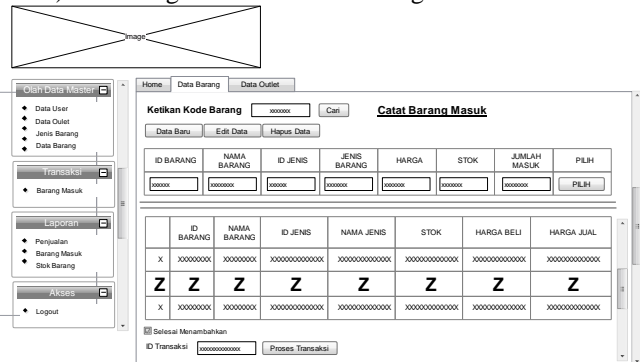 Image
Olah Data Master
Data User
Data Oulet
Jenis Barang
Data Barang
Transaksi
Barang Masuk
Laporan
Penjualan
Barang Masuk
Stok Barang
Akses
Logout
Home Data Barang Data Outlet
Ketikan Kode Barang xxxxxxx Cari Catat Barang Masuk
Data Baru Edit Data Hapus Data
ID BARANG NAMA BARANG ID JENIS JENIS BARANG HARGA STOK JUMLAH MASUK PILIH
xxxxxxx xxxxxxxx xxxxxxx xxxxxxxx xxxxxxxx xxxxxxxx xxxxxxxx PILIH
ID BARANG NAMA BARANG ID JENIS NAMA JENIS STOK HARGA BELI HARGA JUAL
X XXXXXXXX XXXXXXXX XXXXXXXXXXXXX XXXXXXXXXXXXX XXXXXXXXXXXXX XXXXXXXXXXXXX XXXXXXXXXXXXX
Z Z Z Z Z Z Z Z
X XXXXXXXX XXXXXXXX XXXXXXXXXXXXX XXXXXXXXXXXXX XXXXXXXXXXXXX XXXXXXXXXXXXX XXXXXXXXXXXXX
Selesai Menambahkan
ID Transaksi xxxxxxxxxxxxx Proses Transaksi